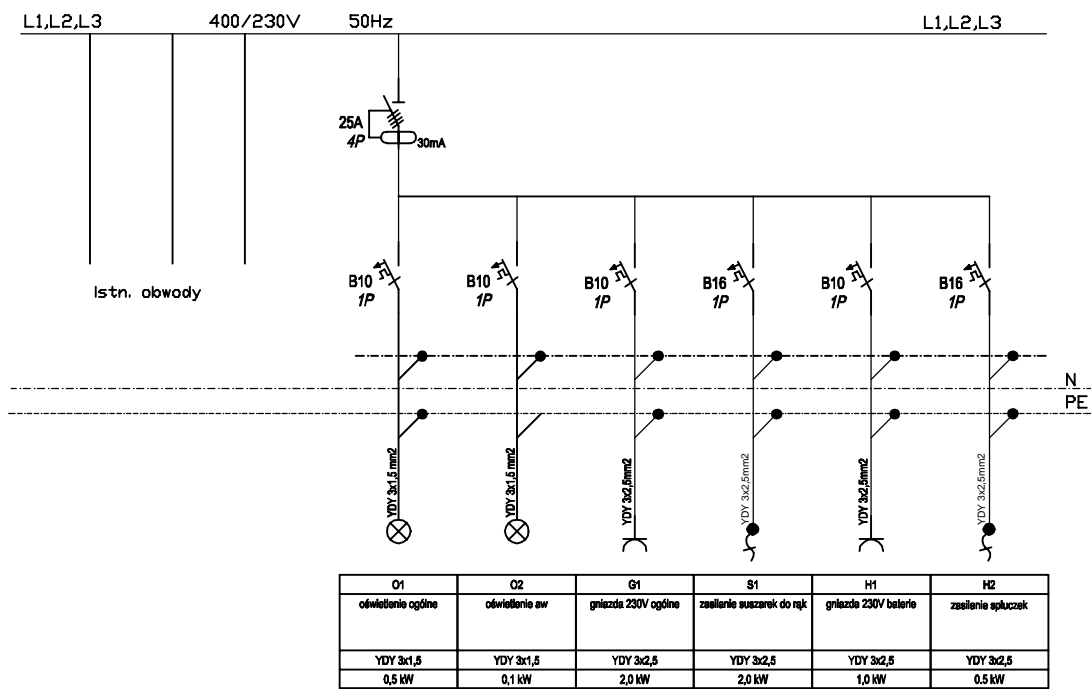 L1,L2,L3 400/230V 50Hz L1,L2,L3
25A
4P
30mA
B10 B10 B10 B16 B10 B16
1P 1P 1P 1P 1P 1P
Istn. obwody
N
PE
YDY 3x1,5 mm2 YDY 3x1,5 mm2 YDY 3x2,5mm2 YDY 3x2,5mm2 YDY 3x2,5mm2 YDY 3x2,5mm2
O1 O2 G1 S1 H1 H2
oświetlenie ogólne oświetlenie aw gniazda 230V ogólne zasilanie suszarek do rąk gniazda 230V baterie zasilanie spłuczek
YDY 3x1,5 YDY 3x1,5 YDY 3x2,5 YDY 3x2,5 YDY 3x2,5 YDY 3x2,5
0,5 kW 0,1 kW 2,0 kW 2,0 kW 1,0 kW 0.5 kW